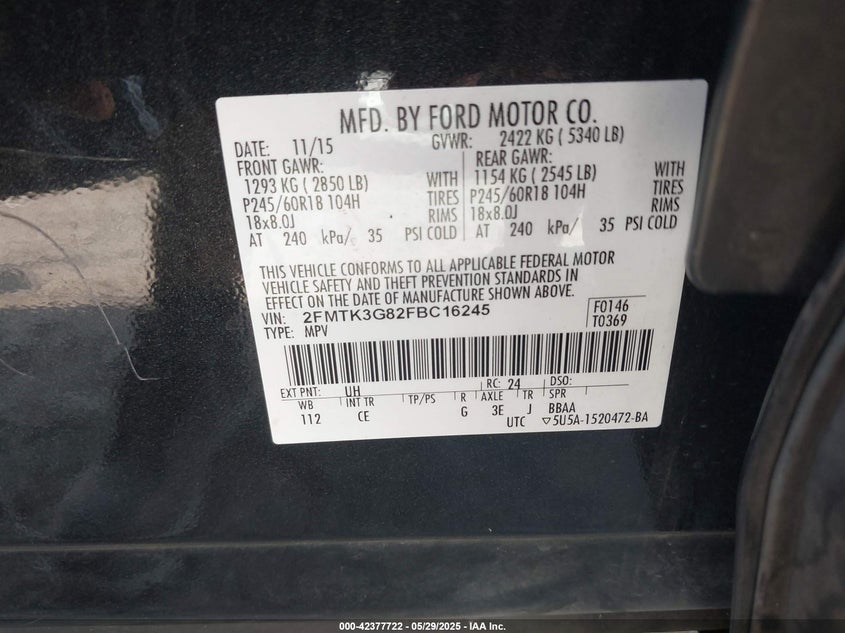 MFD. BY FORD MOTOR CO.
DATE: 11/15 GVWR: 2422 KG ( 5340 LB)
FRONT GAWR: REAR GAWR:
1293 KG ( 2850 LB) WITH 1154 KG ( 2545 LB) WITH
P245/60R18 104H TIRES P245/60R18 104H TIRES
18x8.0J RIMS 18x8.0J RIMS
AT 240 kPa/ 35 PSI COLD AT 240 kPa/ 35 PSI COLD
THIS VEHICLE CONFORMS TO ALL APPLICABLE FEDERAL MOTOR
VEHICLE SAFETY AND THEFT PREVENTION STANDARDS IN
EFFECT ON THE DATE OF MANUFACTURE SHOWN ABOVE.
VIN: 2FMTK3G82FBC16245 F0146
TYPE: MPV T0369
EXT PNT: UH RC: 24 DSO:
WB INT TR TP/PS R AXLE TR SPR
112 CE G 3E J BBAA
UTC ▽5U5A-1520472-BA
000-42377722 - 05/29/2025 - IAA Inc.